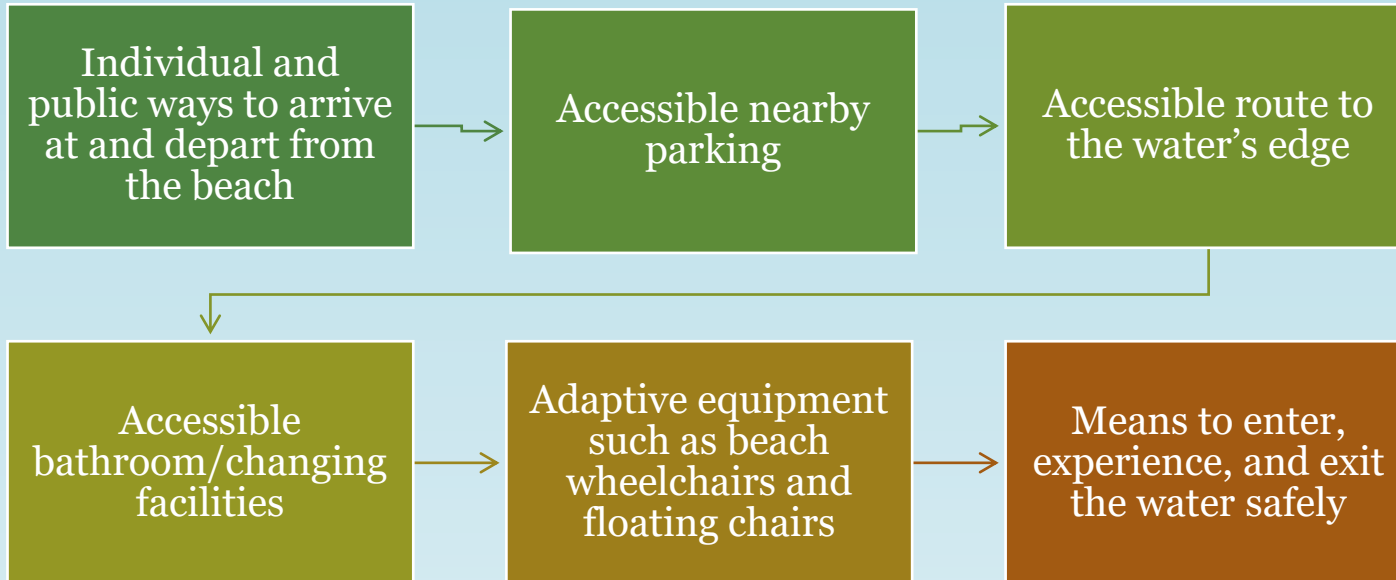 Individual and
public ways to arrive
at and depart from
the beach
Accessible nearby
parking
Accessible route to
the water’s edge
Accessible
bathroom/changing
facilities
Adaptive equipment
such as beach
wheelchairs and
floating chairs
Means to enter,
experience, and exit
the water safely